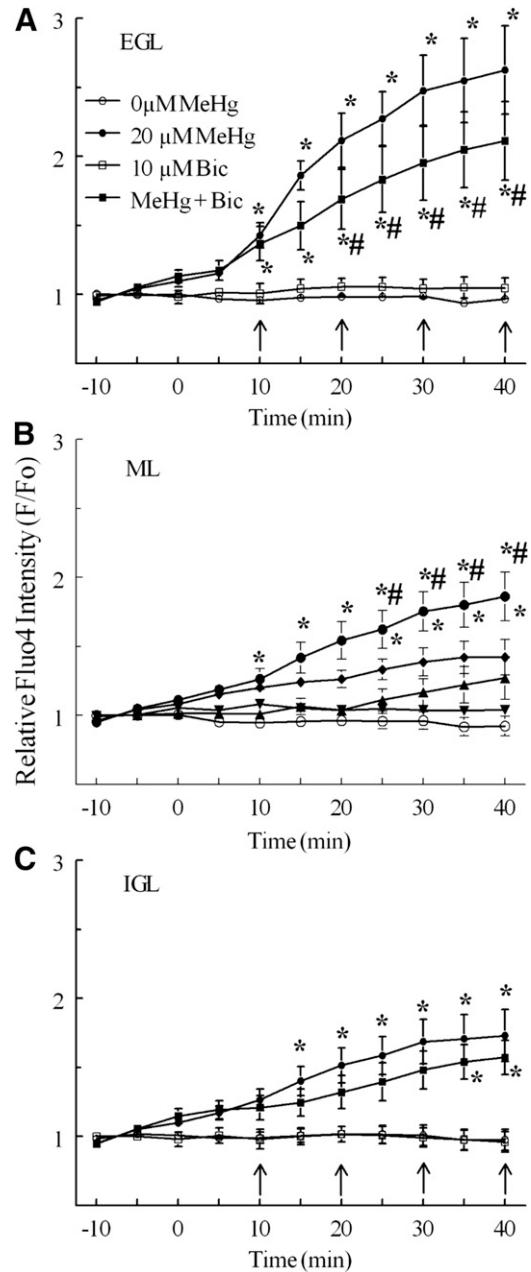 A
EGL
3
0μM MeHg
20 μM MeHg
10 μM Bic
MeHg + Bic
2
1
* * * * * * *
* * *# *# *# *# *#
-10 0 10 20 30 40
Time (min)
B
ML
3
2
1
* * * *# *# *# *#
* * * *
-10 0 10 20 30 40
Time (min)
Relative Fluo4 Intensity (F/Fo)
C
IGL
3
2
1
* * * * * *
* *
-10 0 10 20 30 40
Time (min)